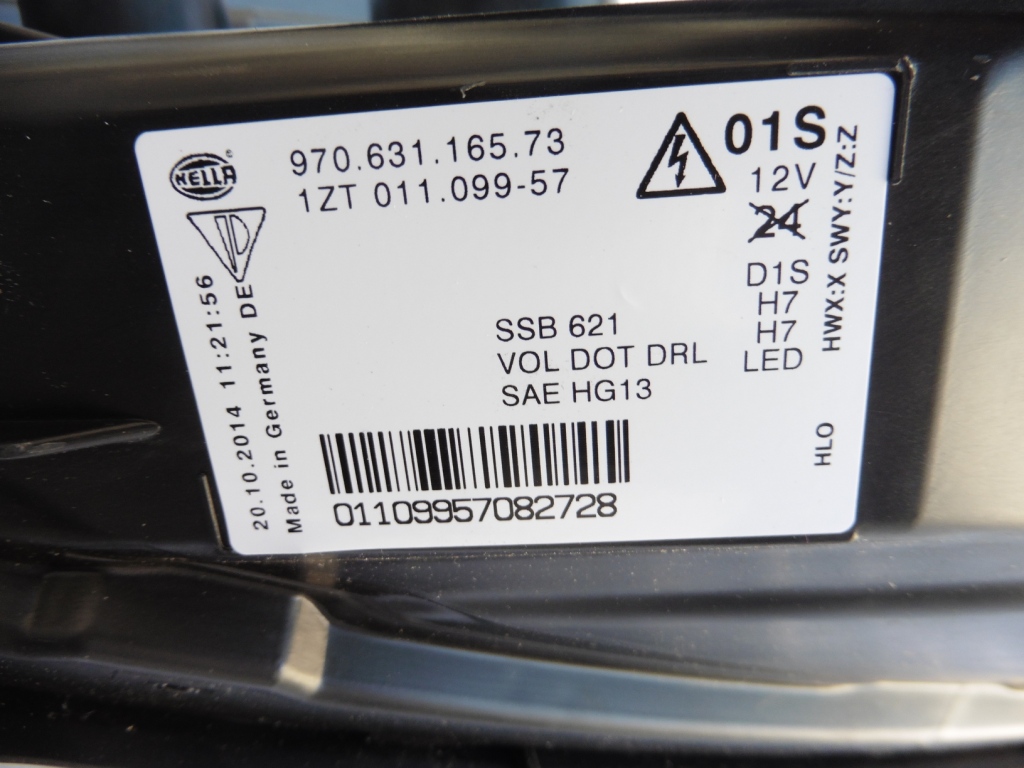 HELLA ®
970.631.165.73
1ZT 011.099-57
01S
12V
24
D1S
H7
H7
LED
HWX:X SWY:Y/Z:Z
HLO
SSB 621
VOL DOT DRL
SAE HG13
20.10.2014 11:21:56
Made in Germany DE
01109957082728